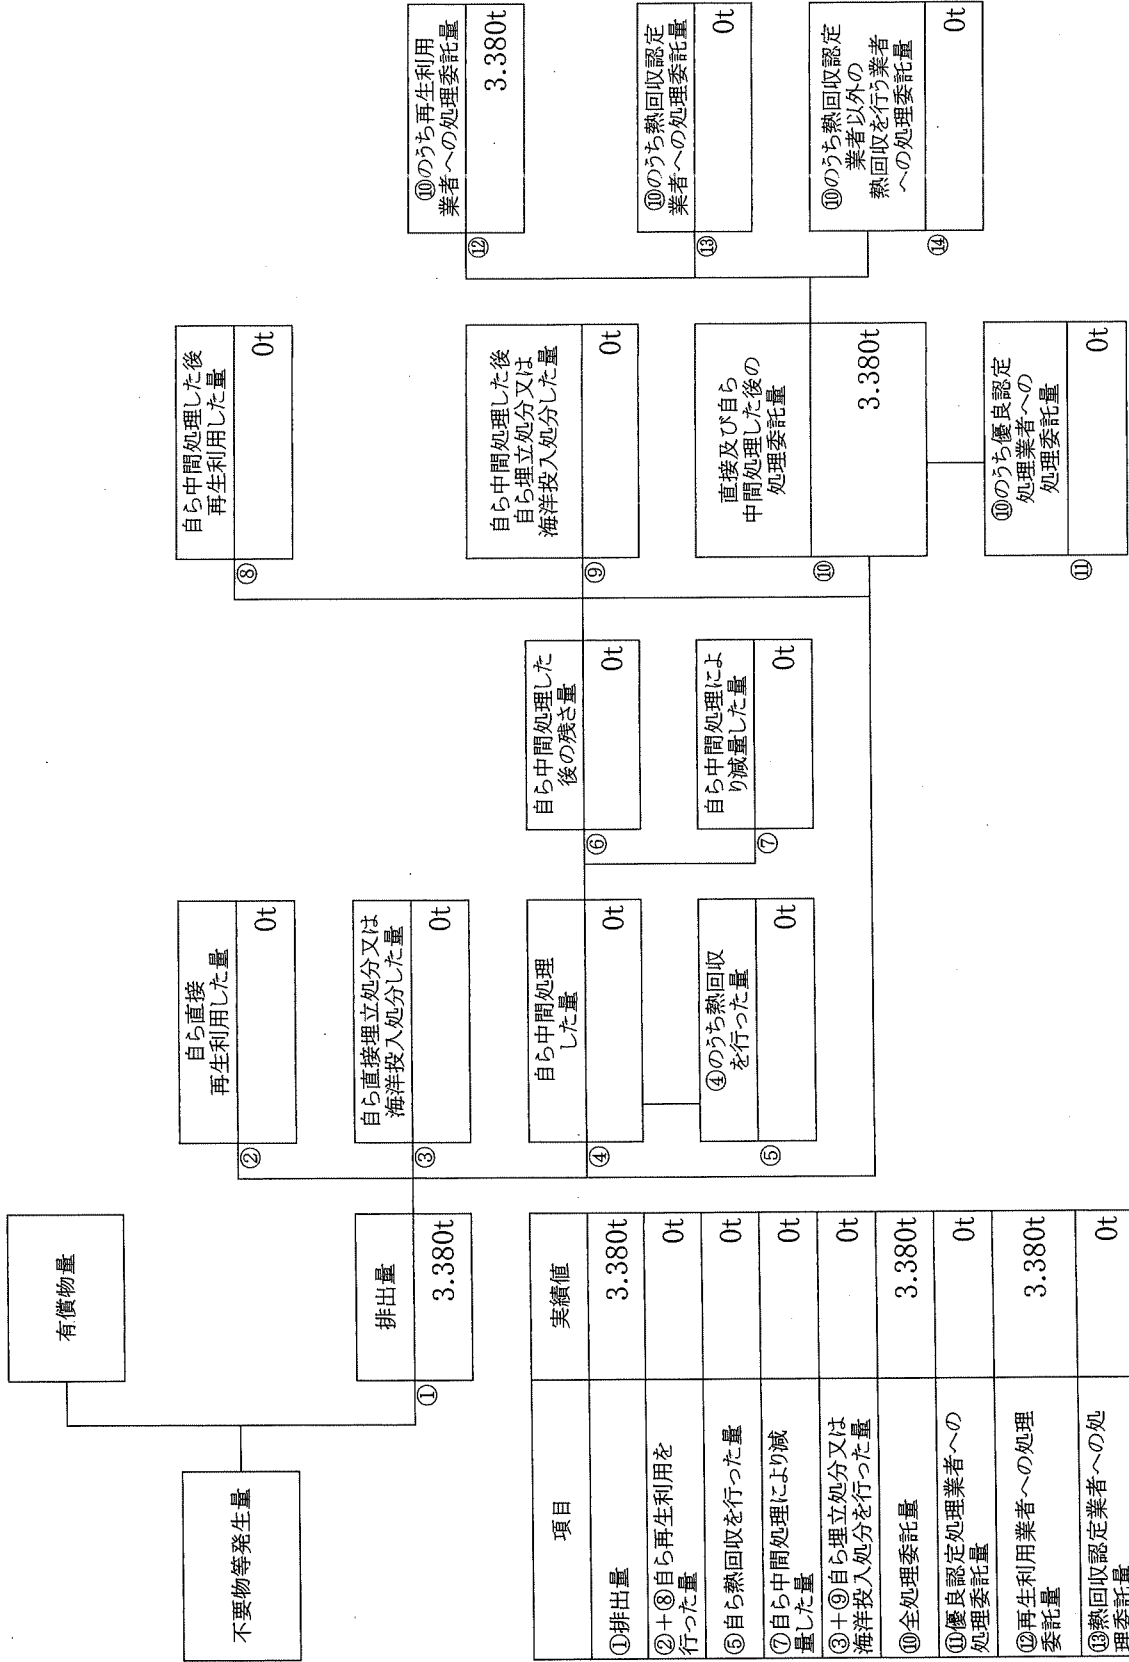 不要物等発生量
有償物量
①
排出量
3.380t
②
自ら直接
再生利用した量
0t
③
自ら直接埋立処分又は
海洋投入処分した量
0t
④
自ら中間処理
した量
0t
⑤
④のうち熱回収
を行った量
0t
⑥
自ら中間処理した
後の残さ量
0t
⑦
自ら中間処理によ
り減量した量
0t
⑧
自ら中間処理した後
再生利用した量
0t
⑨
自ら中間処理した後
自ら埋立処分又は
海洋投入処分した量
0t
⑩
直接及び自ら
中間処理した後の
処理委託量
3.380t
⑪
⑩のうち優良認定
処理業者への
処理委託量
0t
⑫
⑩のうち再生利用
業者への処理委託量
3.380t
⑬
⑩のうち熱回収認定
業者への処理委託量
0t
⑭
⑩のうち熱回収認定
業者以外の
熱回収を行う業者
への処理委託量
0t
項目 実績値
①排出量 3.380t
②+⑧自ら再生利用を
行った量 0t
⑤自ら熱回収を行った量 0t
⑦自ら中間処理により減
量した量 0t
③+⑨自ら埋立処分又は
海洋投入処分を行った量 0t
⑩全処理委託量 3.380t
⑪優良認定処理業者への
処理委託量 0t
⑫再生利用業者への処理
委託量 3.380t
⑬熱回収認定業者への処
理委託量 0t